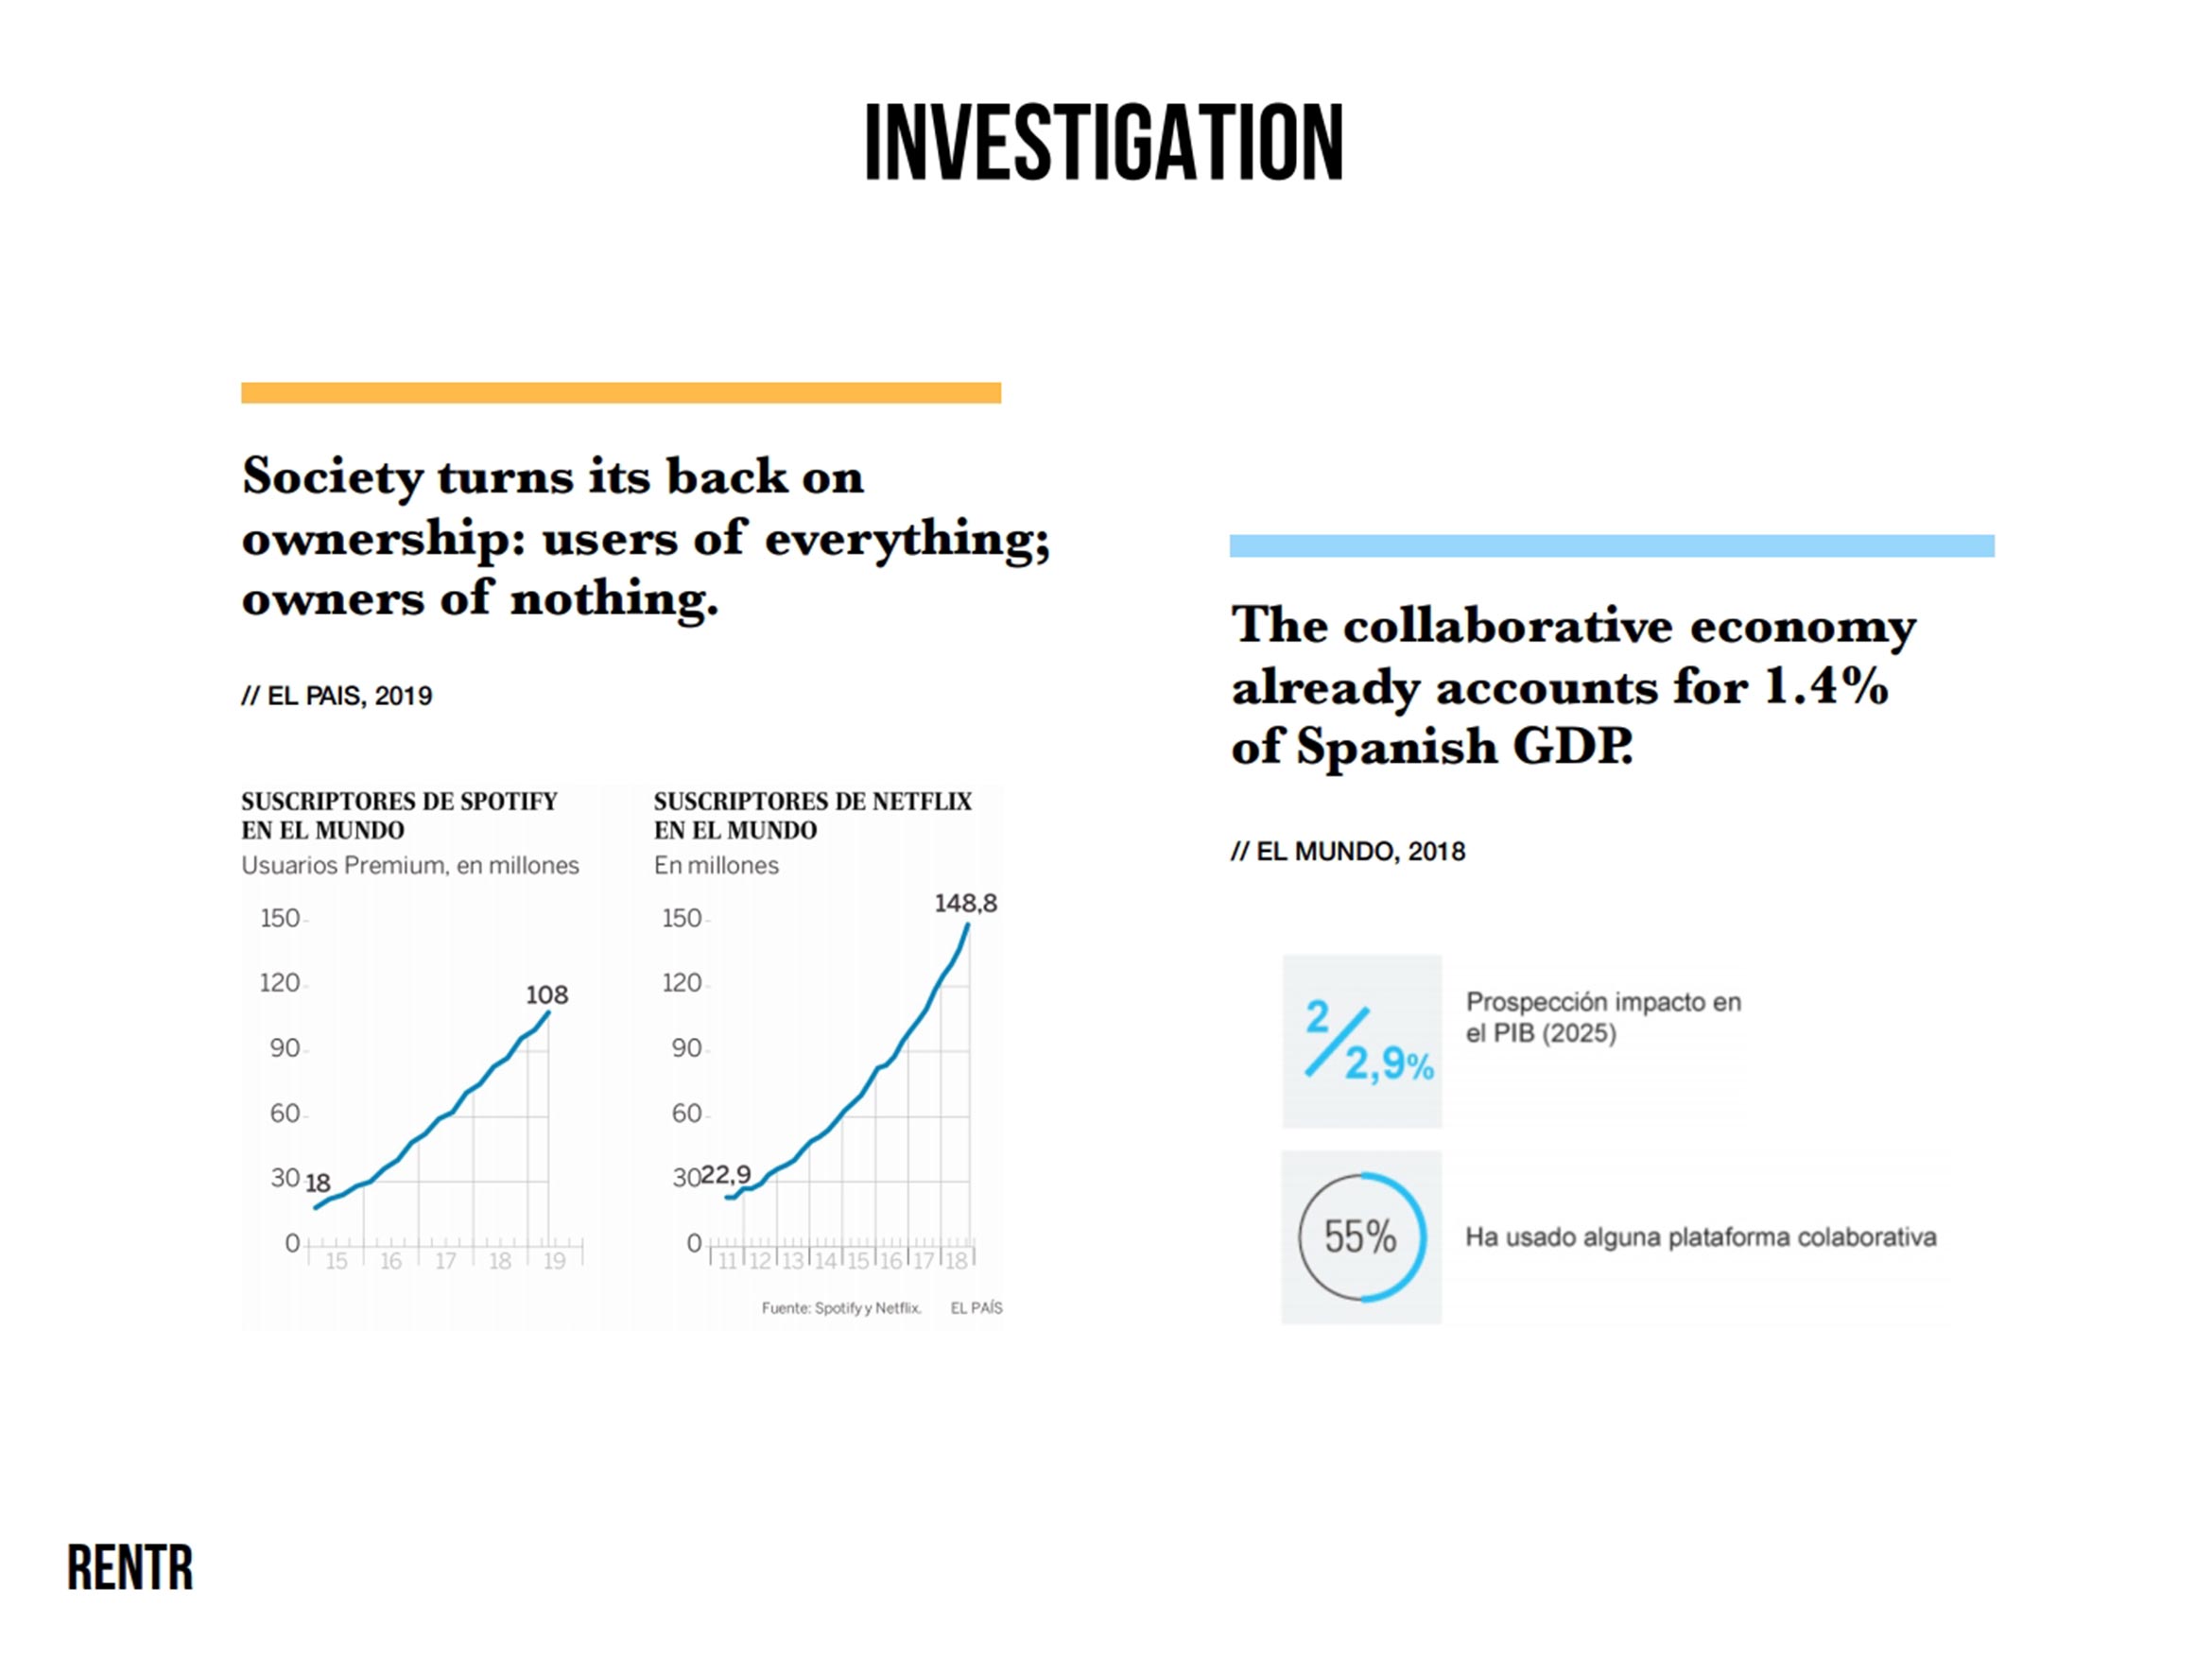 INVESTIGATION
Society turns its back on
ownership: users of everything;
owners of nothing.
// EL PAIS, 2019
SUSCRIPTORES DE SPOTIFY
EN EL MUNDO
Usuarios Premium, en millones
150
120
108
90
60
30
18
0
15 16 17 18 19
SUSCRIPTORES DE NETFLIX
EN EL MUNDO
En millones
148,8
150
120
90
60
30
22,9
0
11 12 13 14 15 16 17 18
Fuente: Spotify y Netflix. EL PAÍS
The collaborative economy
already accounts for 1.4%
of Spanish GDP.
// EL MUNDO, 2018
2/2,9%
Prospección impacto en
el PIB (2025)
55%
Ha usado alguna plataforma colaborativa
RENTR